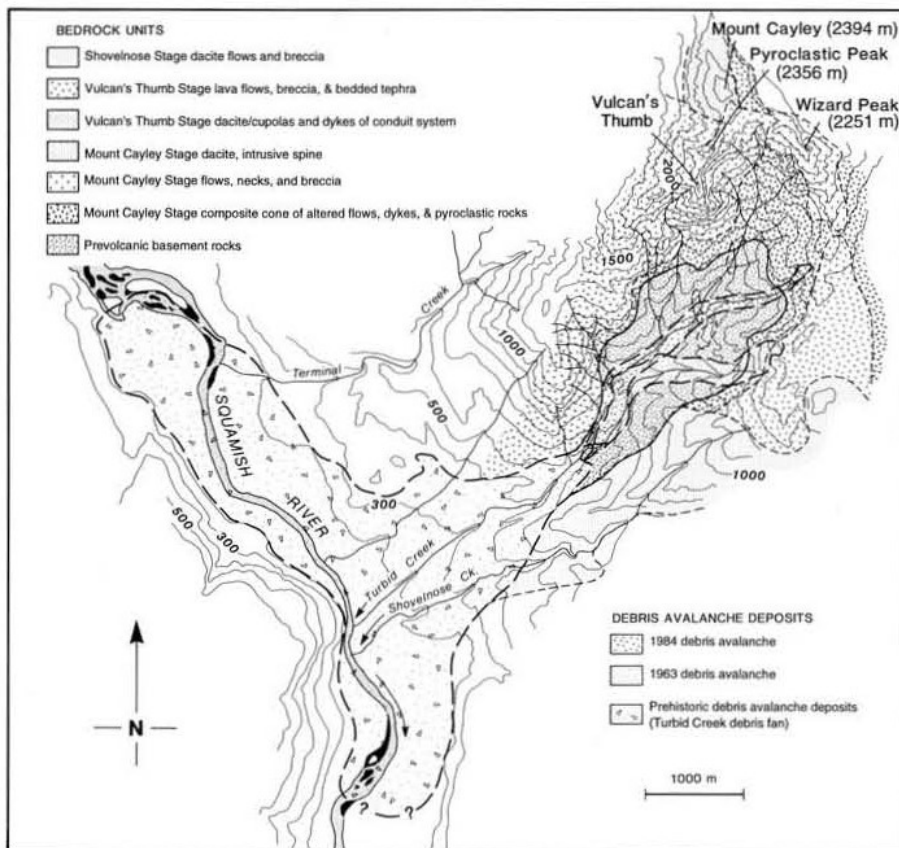 BEDROCK UNITS
Shovelnose Stage dacite flows and breccia
Vulcan's Thumb Stage lava flows, breccia, & bedded tephra
Vulcan's Thumb Stage dacite/cupolas and dykes of conduit system
Mount Cayley Stage dacite, intrusive spine
Mount Cayley Stage flows, necks, and breccia
Mount Cayley Stage composite cone of altered flows, dykes, & pyroclastic rocks
Prevolcanic basement rocks
Mount Cayley (2394 m)
Pyroclastic Peak
(2356 m)
Vulcan's
Thumb
Wizard Peak
(2251 m)
2000
1500
1000
500
Terminal Creek
SQUAMISH
RIVER
300
500
300
1000
Turbid Creek
Shovelnose Ck.
N
? ?
DEBRIS AVALANCHE DEPOSITS
1984 debris avalanche
1963 debris avalanche
Prehistoric debris avalanche deposits
(Turbid Creek debris fan)
1000 m